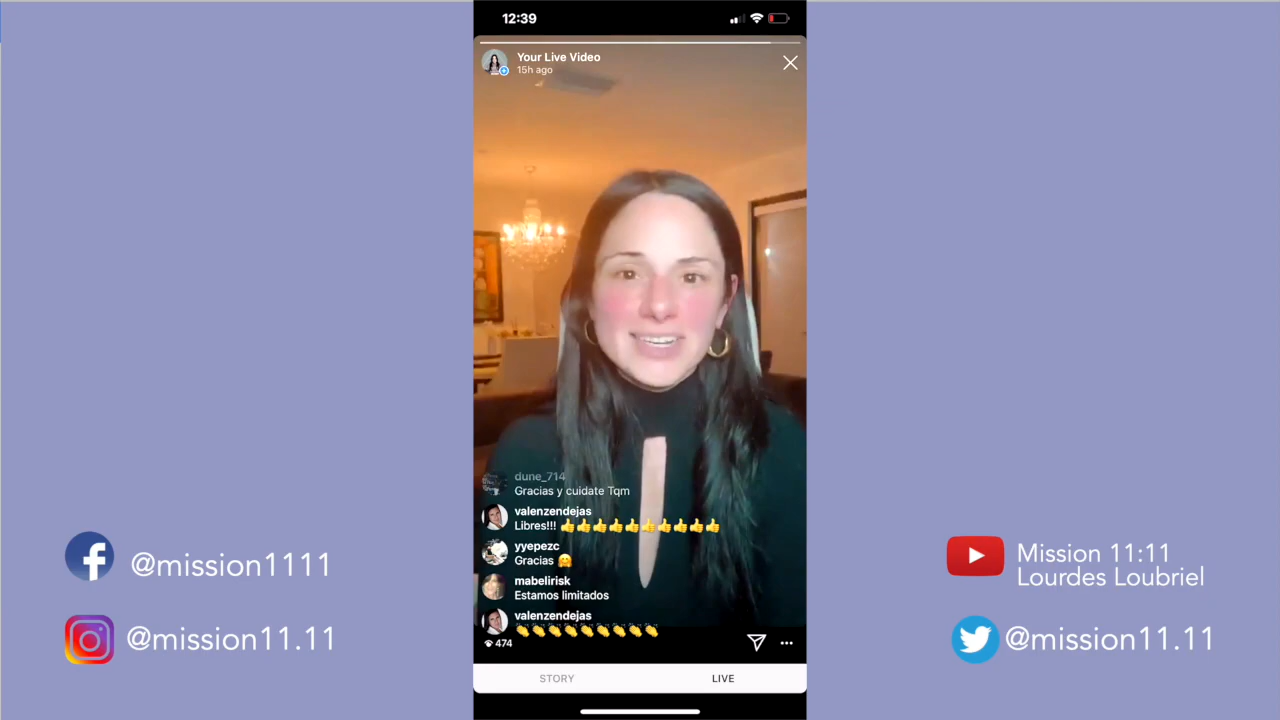 12:39
Your Live Video
15h ago
dune_714
Gracias y cuidate Tqm
valenzendejas
Libres!!! 👍👍👍👍👍👍👍👍👍👍
yyepezc
Gracias 🤗
mabelirisk
Estamos limitados
valenzendejas
👏👏👏👏👏👏👏👏👏
474
STORY
LIVE
@mission1111
@mission11.11
Mission 11:11
Lourdes Loubriel
@mission11.11